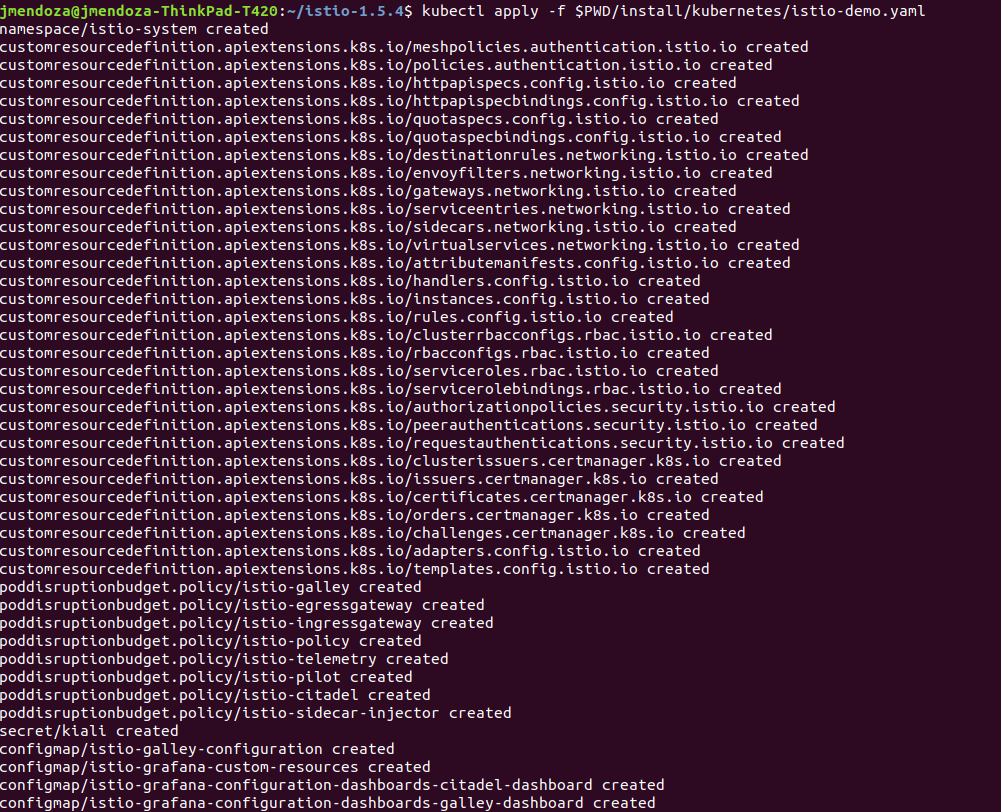 jmendoza@jmendoza-ThinkPad-T420:~/istio-1.5.4$ kubectl apply -f $PWD/install/kubernetes/istio-demo.yaml
namespace/istio-system created
customresourcedefinition.apiextensions.k8s.io/meshpolicies.authentication.istio.io created
customresourcedefinition.apiextensions.k8s.io/policies.authentication.istio.io created
customresourcedefinition.apiextensions.k8s.io/httpapispecs.config.istio.io created
customresourcedefinition.apiextensions.k8s.io/httpapispecbindings.config.istio.io created
customresourcedefinition.apiextensions.k8s.io/quotaspecs.config.istio.io created
customresourcedefinition.apiextensions.k8s.io/quotaspecbindings.config.istio.io created
customresourcedefinition.apiextensions.k8s.io/destinationrules.networking.istio.io created
customresourcedefinition.apiextensions.k8s.io/envoyfilters.networking.istio.io created
customresourcedefinition.apiextensions.k8s.io/gateways.networking.istio.io created
customresourcedefinition.apiextensions.k8s.io/serviceentries.networking.istio.io created
customresourcedefinition.apiextensions.k8s.io/sidecars.networking.istio.io created
customresourcedefinition.apiextensions.k8s.io/virtualservices.networking.istio.io created
customresourcedefinition.apiextensions.k8s.io/attributemanifests.config.istio.io created
customresourcedefinition.apiextensions.k8s.io/handlers.config.istio.io created
customresourcedefinition.apiextensions.k8s.io/instances.config.istio.io created
customresourcedefinition.apiextensions.k8s.io/rules.config.istio.io created
customresourcedefinition.apiextensions.k8s.io/clusterrbacconfigs.rbac.istio.io created
customresourcedefinition.apiextensions.k8s.io/rbacconfigs.rbac.istio.io created
customresourcedefinition.apiextensions.k8s.io/serviceroles.rbac.istio.io created
customresourcedefinition.apiextensions.k8s.io/servicerolebindings.rbac.istio.io created
customresourcedefinition.apiextensions.k8s.io/authorizationpolicies.security.istio.io created
customresourcedefinition.apiextensions.k8s.io/peerauthentications.security.istio.io created
customresourcedefinition.apiextensions.k8s.io/requestauthentications.security.istio.io created
customresourcedefinition.apiextensions.k8s.io/clusterissuers.certmanager.k8s.io created
customresourcedefinition.apiextensions.k8s.io/issuers.certmanager.k8s.io created
customresourcedefinition.apiextensions.k8s.io/certificates.certmanager.k8s.io created
customresourcedefinition.apiextensions.k8s.io/orders.certmanager.k8s.io created
customresourcedefinition.apiextensions.k8s.io/challenges.certmanager.k8s.io created
customresourcedefinition.apiextensions.k8s.io/adapters.config.istio.io created
customresourcedefinition.apiextensions.k8s.io/templates.config.istio.io created
poddisruptionbudget.policy/istio-galley created
poddisruptionbudget.policy/istio-egressgateway created
poddisruptionbudget.policy/istio-ingressgateway created
poddisruptionbudget.policy/istio-policy created
poddisruptionbudget.policy/istio-telemetry created
poddisruptionbudget.policy/istio-pilot created
poddisruptionbudget.policy/istio-citadel created
poddisruptionbudget.policy/istio-sidecar-injector created
secret/kiali created
configmap/istio-galley-configuration created
configmap/istio-grafana-custom-resources created
configmap/istio-grafana-configuration-dashboards-citadel-dashboard created
configmap/istio-grafana-configuration-dashboards-galley-dashboard created